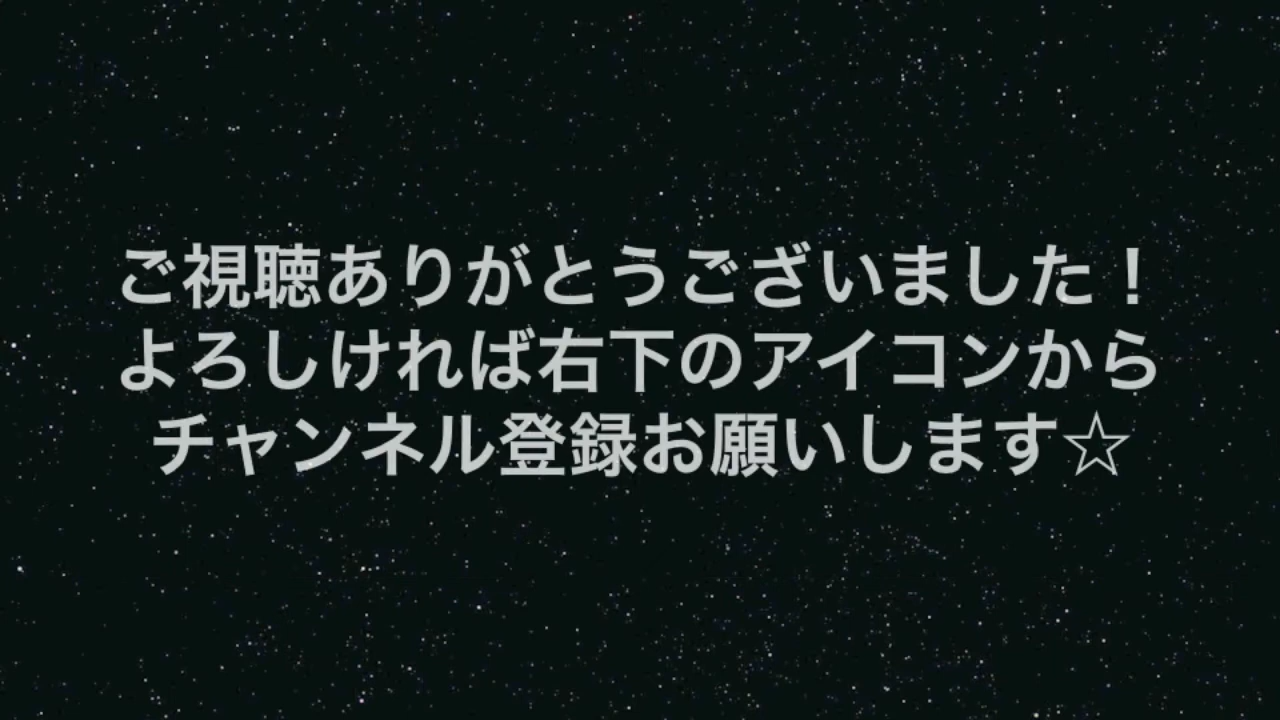 ご視聴ありがとうございました！
よろしければ右下のアイコンから
チャンネル登録お願いします☆